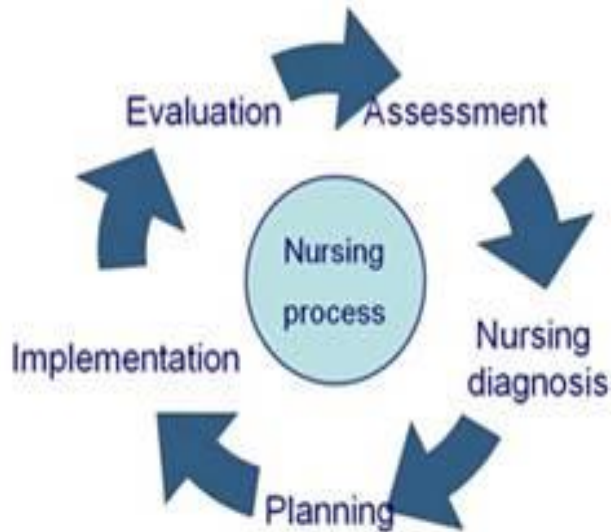 Evaluation
Assessment
Nursing
process
Nursing
diagnosis
Implementation
Planning